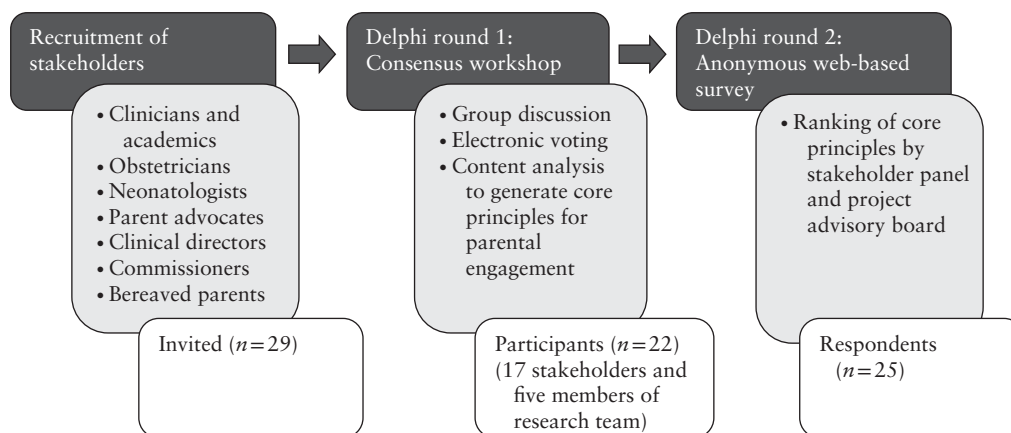 Recruitment of
stakeholders
• Clinicians and
academics
• Obstetricians
• Neonatologists
• Parent advocates
• Clinical directors
• Commissioners
• Bereaved parents
Invited (n=29)
Delphi round 1:
Consensus workshop
• Group discussion
• Electronic voting
• Content analysis
to generate core
principles for
parental
engagement
Participants (n=22)
(17 stakeholders and
five members of
research team)
Delphi round 2:
Anonymous web-based
survey
• Ranking of core
principles by
stakeholder panel
and project
advisory board
Respondents
(n=25)